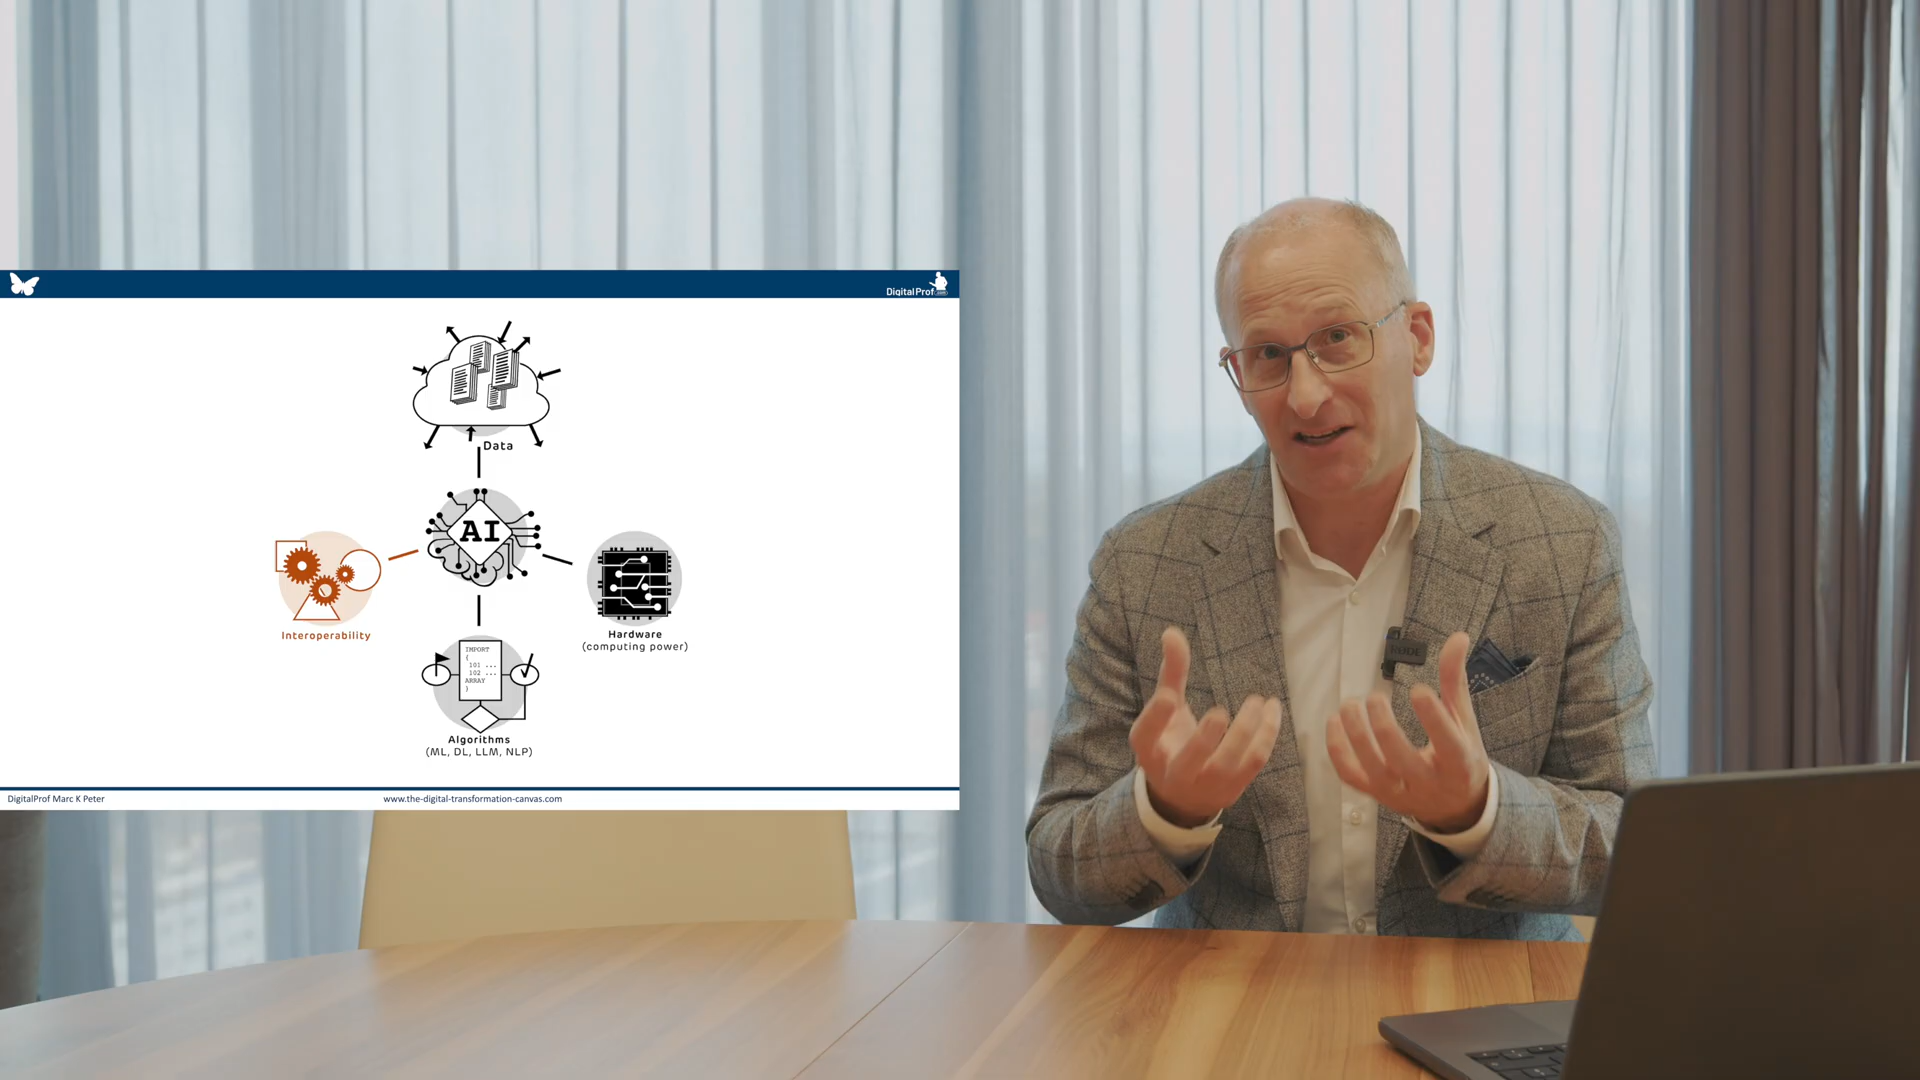 DigitalProf
Data
AI
Interoperability
Hardware
(computing power)
IMPORT
{
101 ...
102 ...
ARRAY
}
Algorithms
(ML, DL, LLM, NLP)
DigitalProf Marc K Peter
www.the-digital-transformation-canvas.com
RØDE